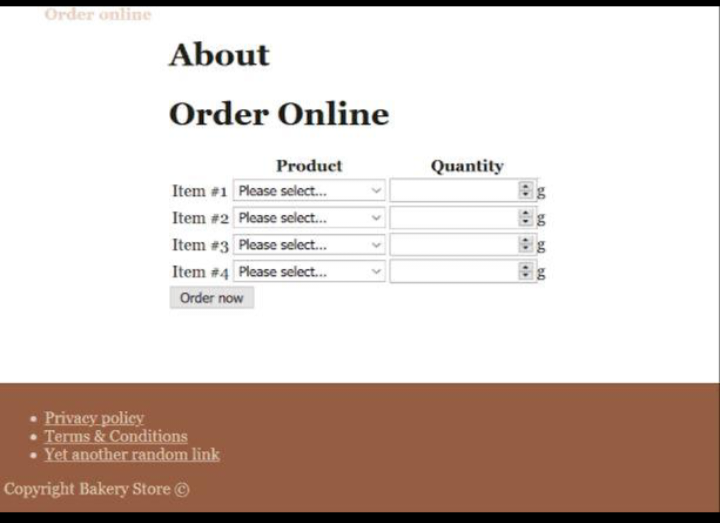 Order online
About
Order Online
Product Quantity
Item #1 Please select... g
Item #2 Please select... g
Item #3 Please select... g
Item #4 Please select... g
Order now
Privacy policy
Terms & Conditions
Yet another random link
Copyright Bakery Store ©